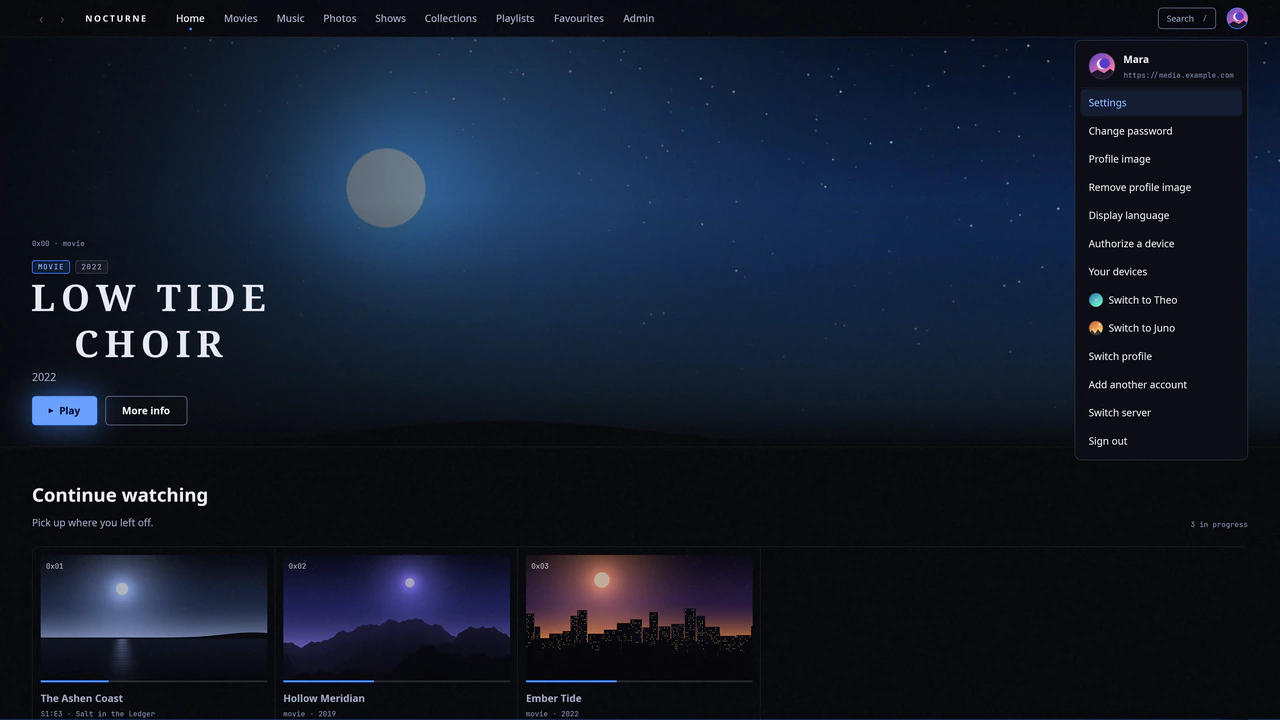 ‹ › NOCTURNE Home Movies Music Photos Shows Collections Playlists Favourites Admin Search /
Mara
https://media.example.com
Settings
Change password
Profile image
Remove profile image
Display language
Authorize a device
Your devices
Switch to Theo
Switch to Juno
Switch profile
Add another account
Switch server
Sign out
0x00 · movie
MOVIE 2022
LOW TIDE
CHOIR
2022
Play More info
Continue watching
Pick up where you left off.
3 in progress
0x01
The Ashen Coast
S1:E3 · Salt in the Ledger
0x02
Hollow Meridian
movie · 2019
0x03
Ember Tide
movie · 2022